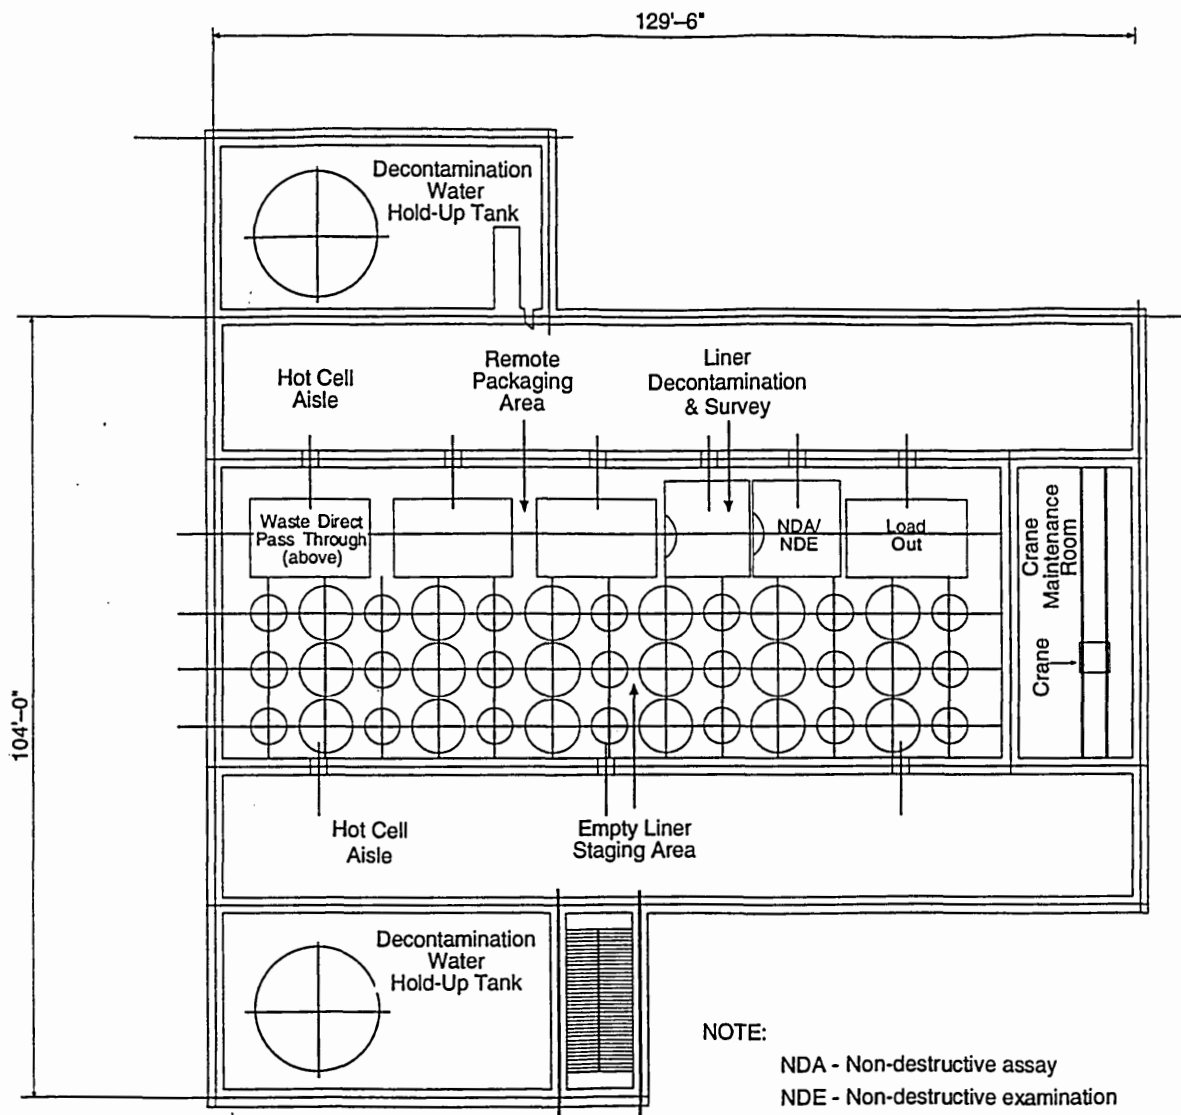 129'–6"
Decontamination
Water
Hold-Up Tank
Hot Cell
Aisle
Remote
Packaging
Area
Liner
Decontamination
& Survey
Waste Direct
Pass Through
(above)
NDA/
NDE
Load
Out
Crane
Maintenance
Room
Crane
104'–0"
Hot Cell
Aisle
Empty Liner
Staging Area
Decontamination
Water
Hold-Up Tank
NOTE:
NDA - Non-destructive assay
NDE - Non-destructive examination